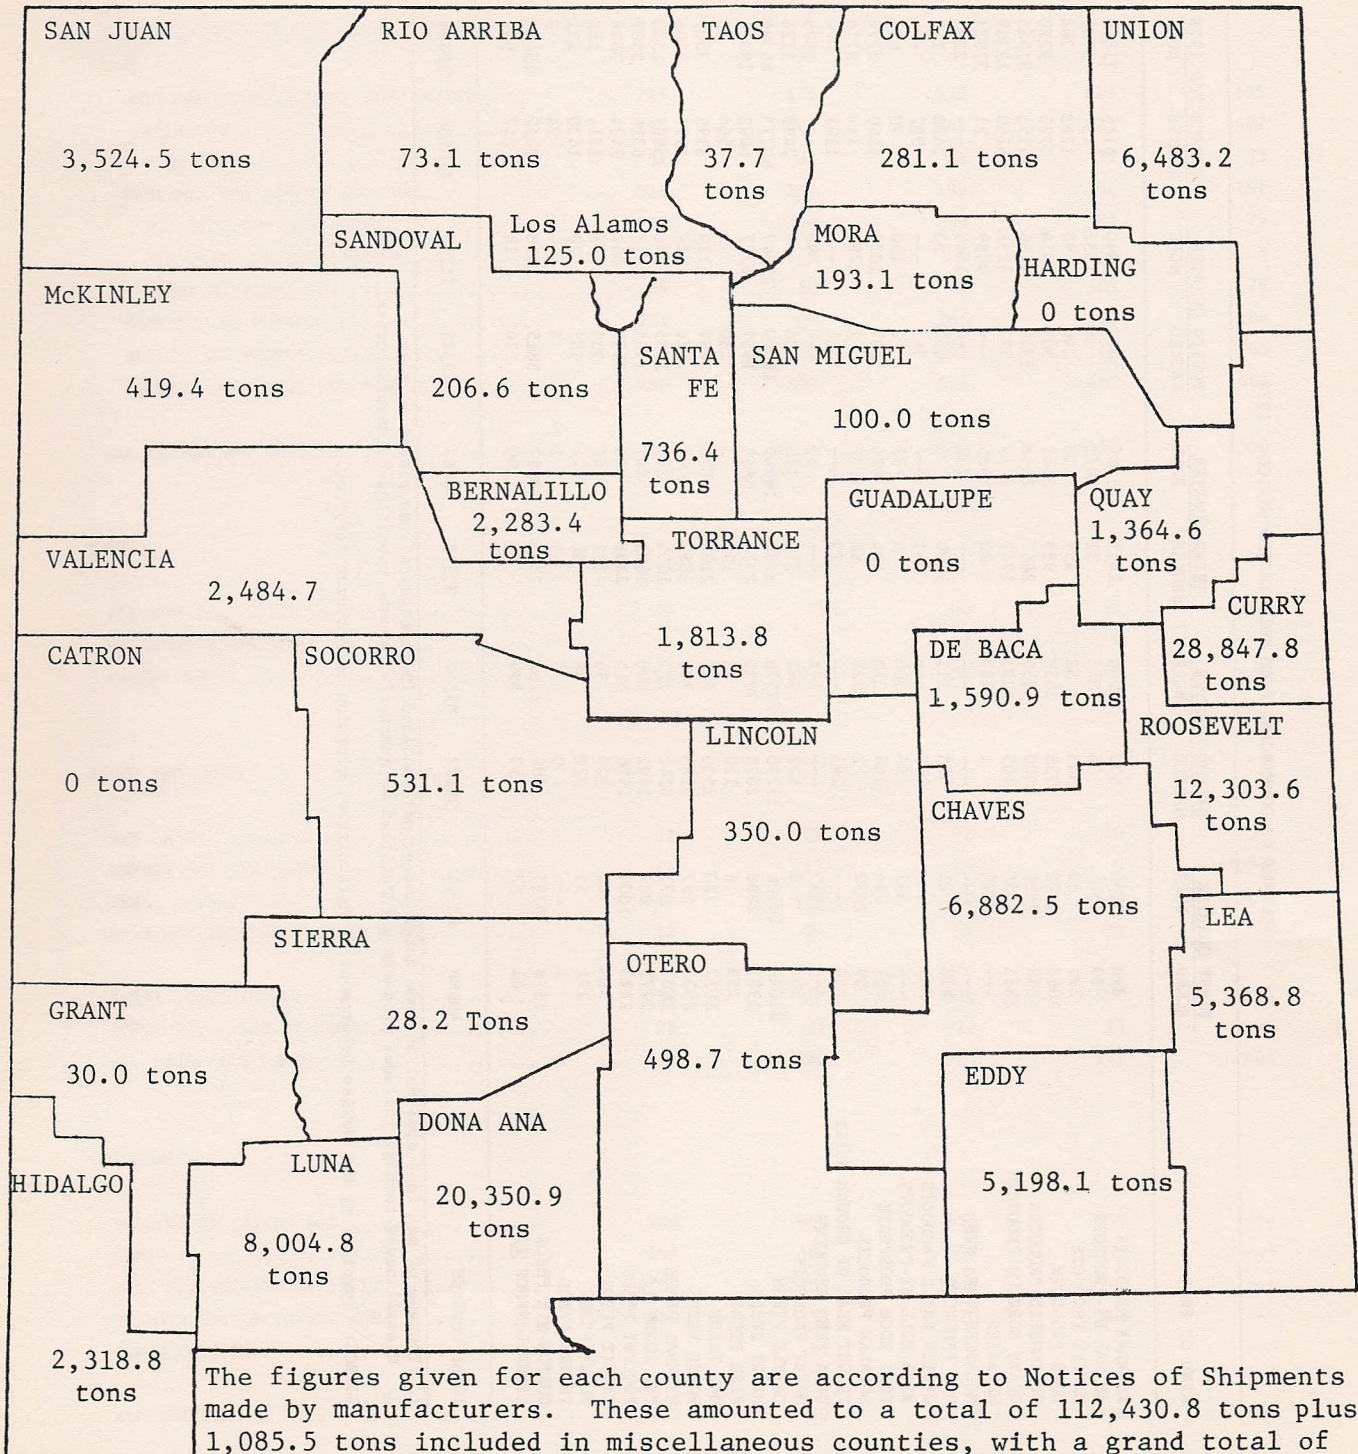 SAN JUAN
3,524.5 tons
RIO ARRIBA
73.1 tons
TAOS
37.7
tons
COLFAX
281.1 tons
UNION
6,483.2
tons
SANDOVAL
206.6 tons
Los Alamos
125.0 tons
MORA
193.1 tons
HARDING
0 tons
McKINLEY
419.4 tons
SANTA
FE
736.4
tons
SAN MIGUEL
100.0 tons
BERNALILLO
2,283.4
tons
GUADALUPE
0 tons
QUAY
1,364.6
tons
VALENCIA
2,484.7
TORRANCE
1,813.8
tons
CURRY
28,847.8
tons
CATRON
0 tons
SOCORRO
531.1 tons
DE BACA
1,590.9 tons
LINCOLN
350.0 tons
ROOSEVELT
12,303.6
tons
CHAVES
6,882.5 tons
LEA
5,368.8
tons
SIERRA
28.2 Tons
OTERO
498.7 tons
GRANT
30.0 tons
EDDY
5,198.1 tons
DONA ANA
20,350.9
tons
LUNA
8,004.8
tons
HIDALGO
2,318.8
tons
The figures given for each county are according to Notices of Shipments
made by manufacturers. These amounted to a total of 112,430.8 tons plus
1,085.5 tons included in miscellaneous counties, with a grand total of